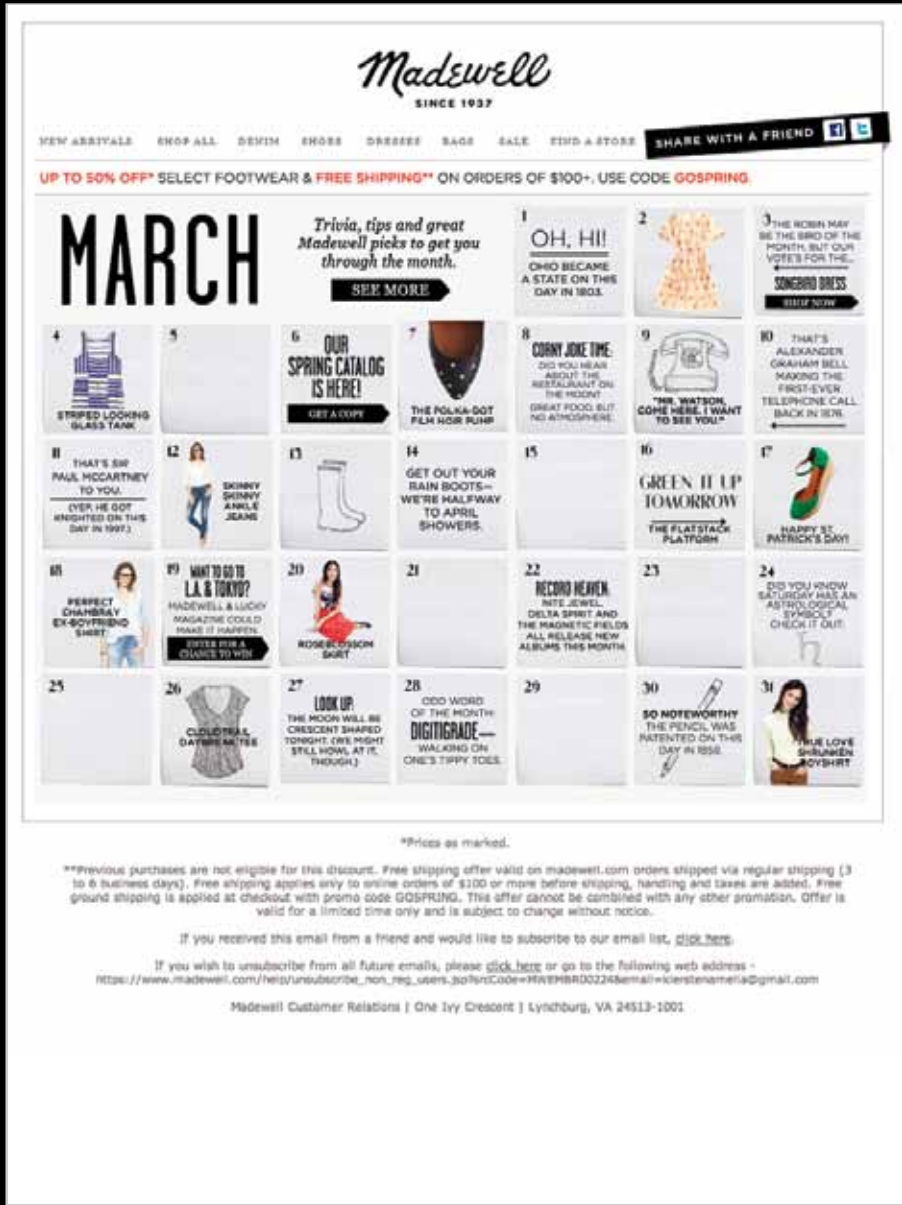 Madewell
SINCE 1937
NEW ARRIVALS SHOP ALL DENIM SHOES DRESSES BAGS SALE FIND A STORE
SHARE WITH A FRIEND
UP TO 50% OFF* SELECT FOOTWEAR & FREE SHIPPING** ON ORDERS OF $100+. USE CODE GOSPRING.
MARCH
Trivia, tips and great
Madewell picks to get you
through the month.
SEE MORE
1
OH, HI!
OHIO BECAME
A STATE ON THIS
DAY IN 1803.
2
3
THE ROBIN MAY
BE THE BIRD OF THE
MONTH, BUT OUR
VOTE'S FOR THE...
SONGBIRD DRESS
SHOP NOW
4
STRIPED LOOKING
GLASS TANK
5
6
OUR
SPRING CATALOG
IS HERE!
GET A COPY
7
THE POLKA-DOT
FILM NOIR PUMP
8
CORNY JOKE TIME:
DID YOU HEAR
ABOUT THE
RESTAURANT ON
THE MOON?
GREAT FOOD, BUT
NO ATMOSPHERE.
9
"MR. WATSON,
COME HERE. I WANT
TO SEE YOU."
10
THAT'S
ALEXANDER
GRAHAM BELL
MAKING THE
FIRST-EVER
TELEPHONE CALL
BACK IN 1876.
11
THAT'S SIR
PAUL MCCARTNEY
TO YOU.
(YEP, HE GOT
KNIGHTED ON THIS
DAY IN 1997.)
12
SKINNY
SKINNY
ANKLE
JEANS
13
14
GET OUT YOUR
RAIN BOOTS—
WE'RE HALFWAY
TO APRIL
SHOWERS.
15
16
GREEN IT UP
TOMORROW
THE FLATSTACK
PLATFORM
17
HAPPY ST.
PATRICK'S DAY!
18
PERFECT
CHAMBRAY
EX-BOYFRIEND
SHIRT
19
WANT TO GO TO
L.A. & TOKYO?
MADEWELL & LUCKY
MAGAZINE COULD
MAKE IT HAPPEN.
ENTER FOR A
CHANCE TO WIN
20
ROSEBLOSSOM
SKIRT
21
22
RECORD HEAVEN:
NITE JEWEL,
DELTA SPIRIT AND
THE MAGNETIC FIELDS
ALL RELEASE NEW
ALBUMS THIS MONTH.
23
24
DID YOU KNOW
SATURDAY HAS AN
ASTROLOGICAL
SYMBOL?
CHECK IT OUT:
25
26
CLOUDTRAIL
DAYBREAK TEE
27
LOOK UP:
THE MOON WILL BE
CRESCENT SHAPED
TONIGHT. (WE MIGHT
STILL HOWL AT IT,
THOUGH.)
28
ODD WORD
OF THE MONTH:
DIGITIGRADE—
WALKING ON
ONE'S TIPPY TOES.
29
30
SO NOTEWORTHY
THE PENCIL WAS
PATENTED ON THIS
DAY IN 1858.
31
TRUE LOVE
SHRUNKEN
BOYSHIRT
*Prices as marked.
**Previous purchases are not eligible for this discount. Free shipping offer valid on madewell.com orders shipped via regular shipping (3
to 6 business days). Free shipping applies only to online orders of $100 or more before shipping, handling and taxes are added. Free
ground shipping is applied at checkout with promo code GOSPRING. This offer cannot be combined with any other promotion. Offer is
valid for a limited time only and is subject to change without notice.
If you received this email from a friend and would like to subscribe to our email list, click here.
If you wish to unsubscribe from all future emails, please click here or go to the following web address -
Madewell Customer Relations | One Ivy Crescent | Lynchburg, VA 24513-1001